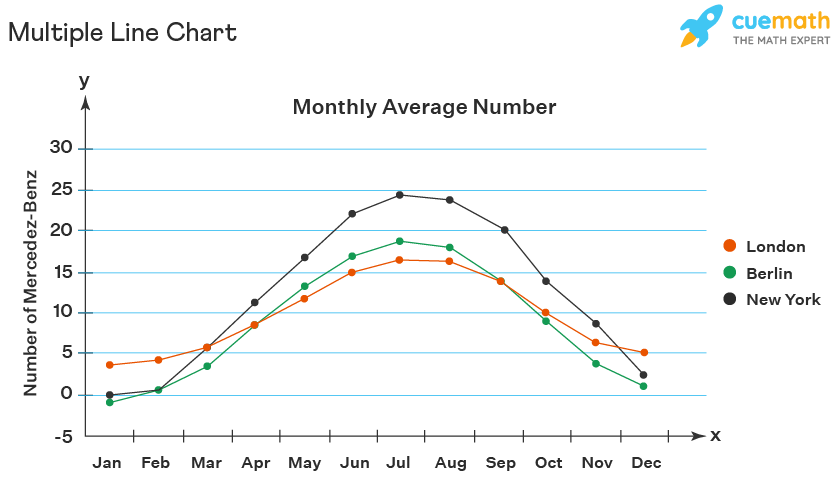 Multiple Line Chart
cuemath
THE MATH EXPERT
y
Monthly Average Number
Number of Mercedez-Benz
30
25
20
15
10
5
0
-5
x
Jan Feb Mar Apr May Jun Jul Aug Sep Oct Nov Dec
London
Berlin
New York